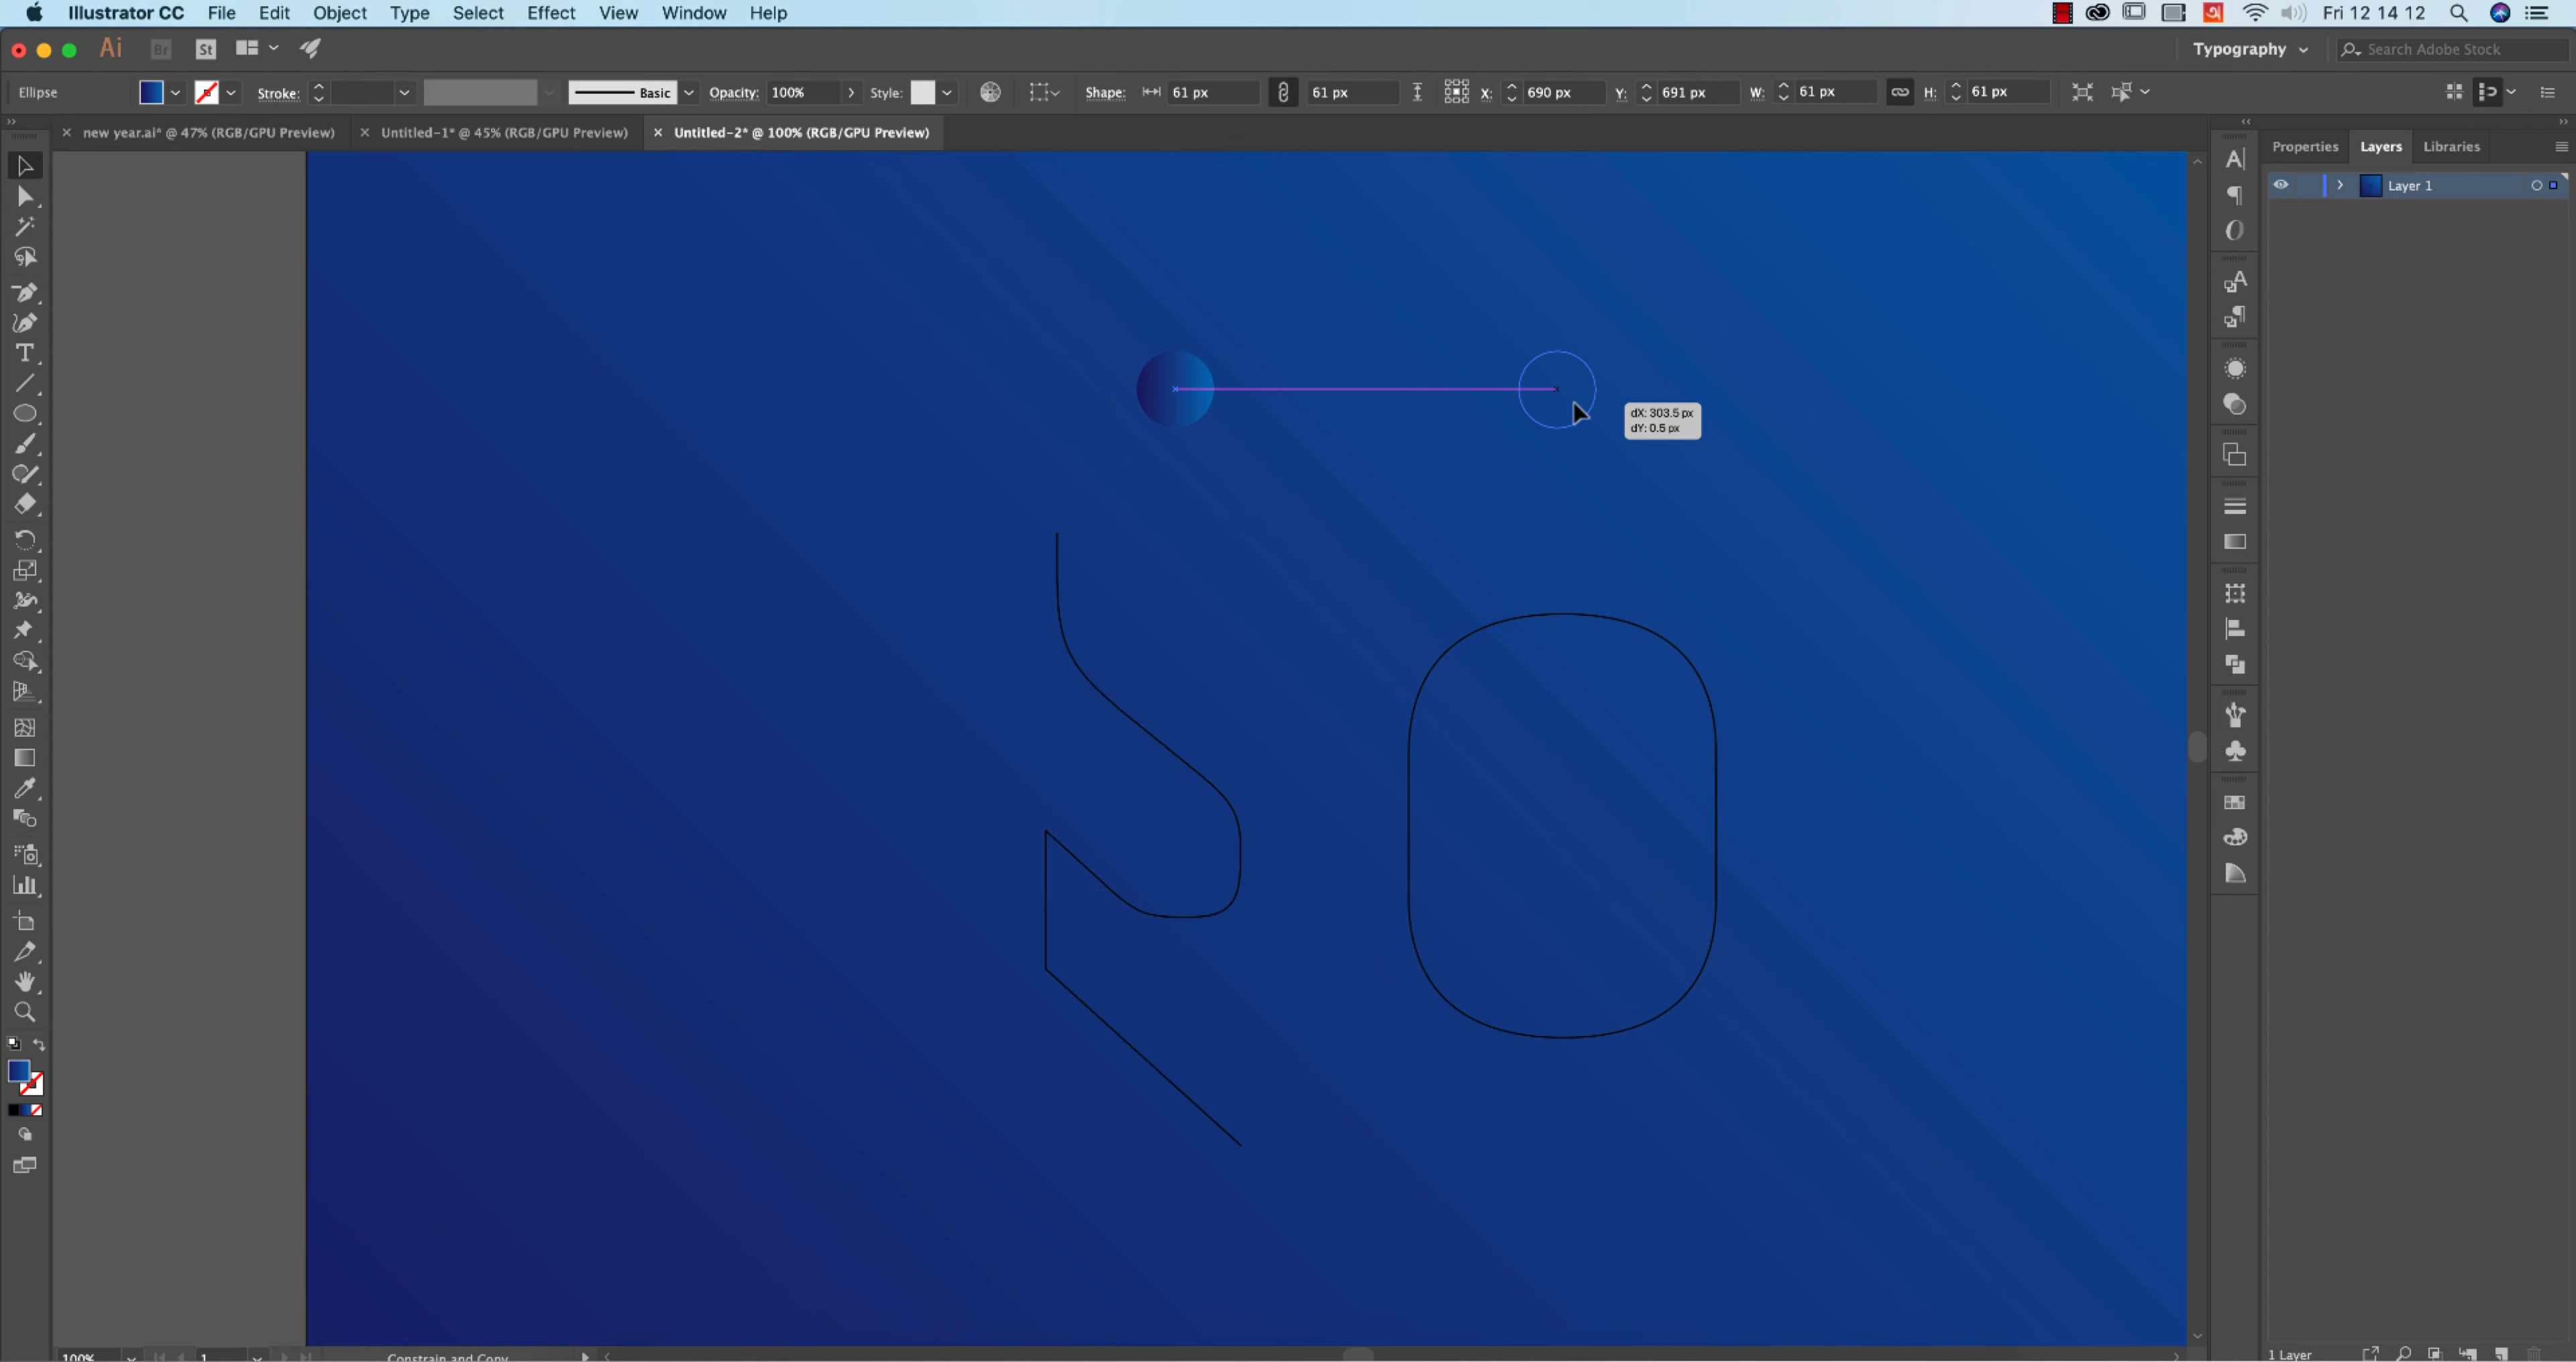 Illustrator CC File Edit Object Type Select Effect View Window Help Fri 12 14 12
Ai Br St Typography Search Adobe Stock
Ellipse Stroke: Basic Opacity: 100% Style: Shape: 61 px 61 px X: 690 px Y: 691 px W: 61 px H: 61 px
new year.ai* @ 47% (RGB/GPU Preview) Untitled-1* @ 45% (RGB/GPU Preview) Untitled-2* @ 100% (RGB/GPU Preview)
Properties Layers Libraries
Layer 1
dX: 303.5 px
dY: 0.5 px
100% 1 Constrain and Copy
1 Layer